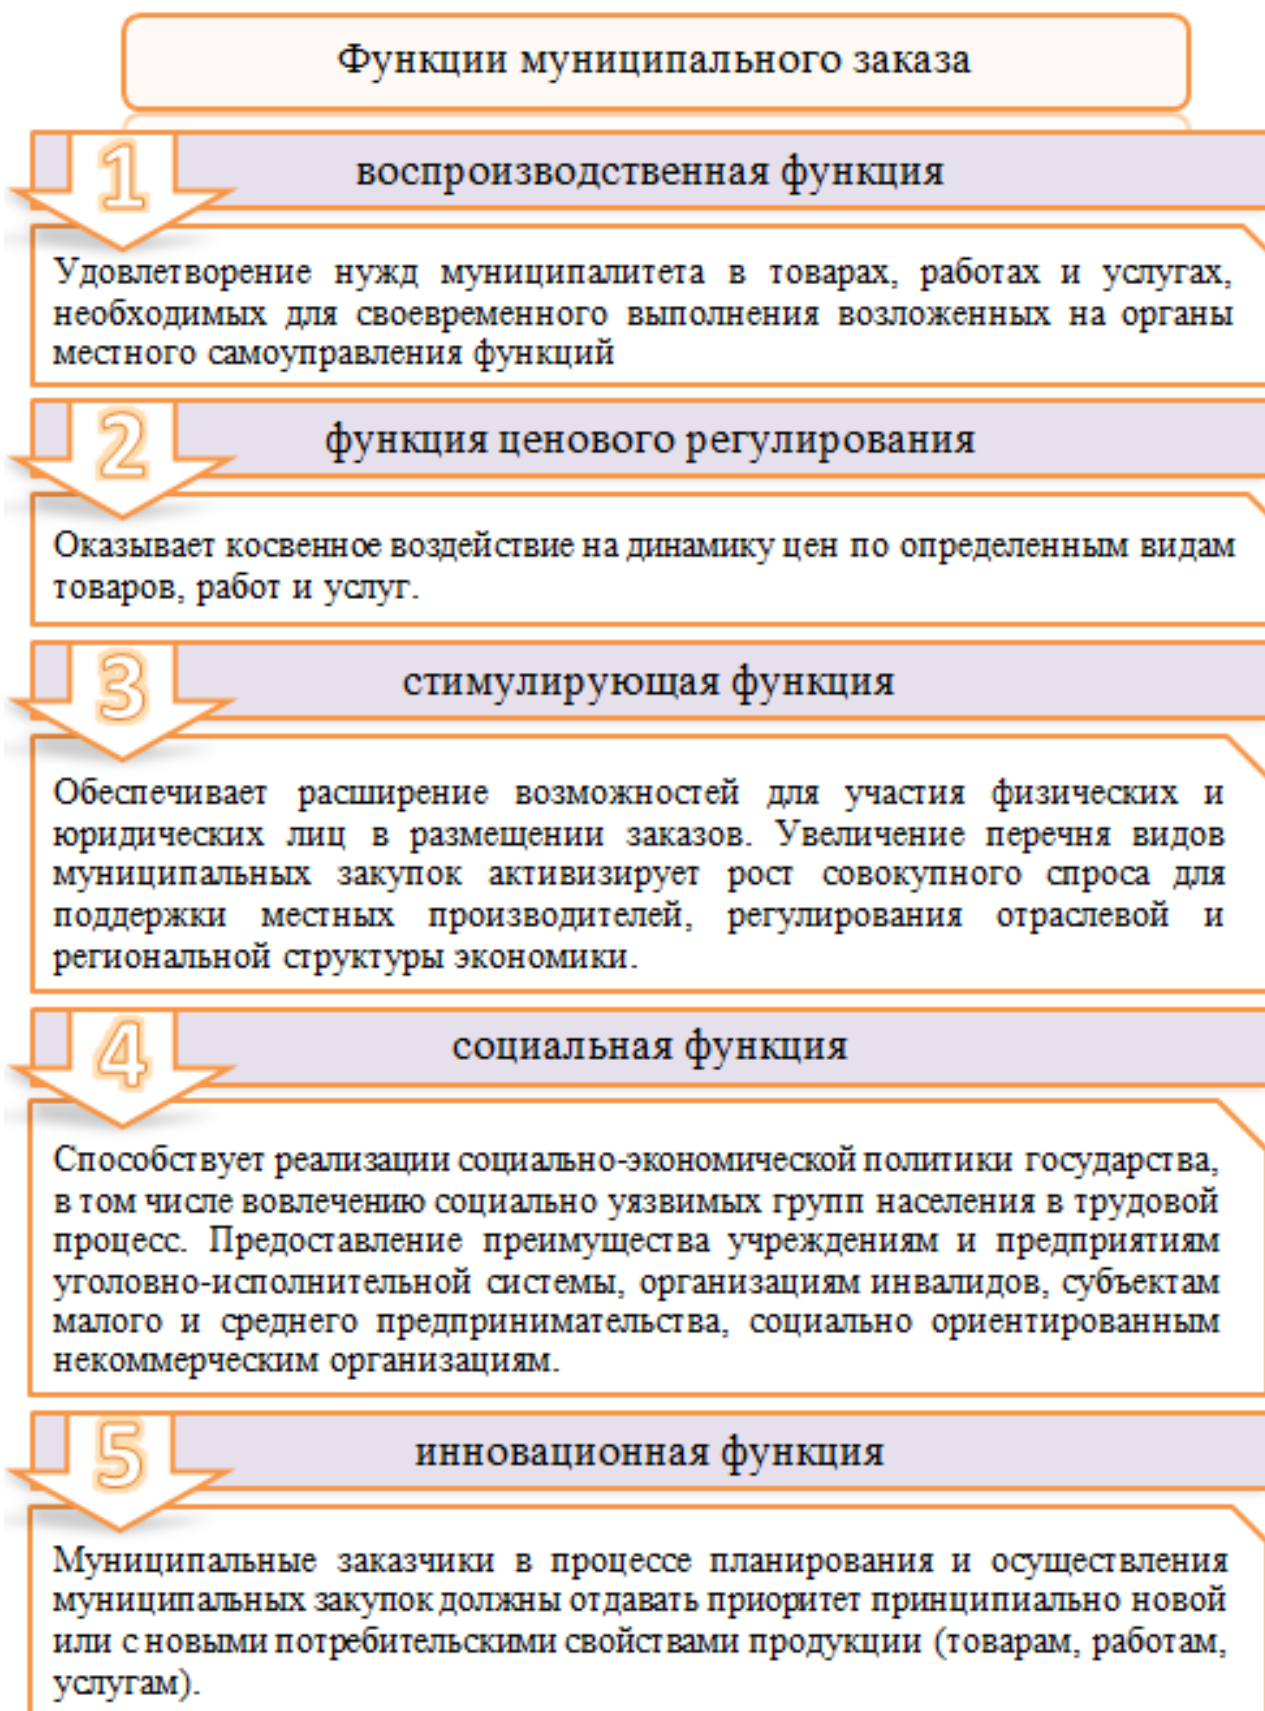 Функции муниципального заказа
1
воспроизводственная функция
Удовлетворение нужд муниципалитета в товарах, работах и услугах,
необходимых для своевременного выполнения возложенных на органы
местного самоуправления функций
2
функция ценового регулирования
Оказывает косвенное воздействие на динамику цен по определенным видам
товаров, работ и услуг.
3
стимулирующая функция
Обеспечивает расширение возможностей для участия физических и
юридических лиц в размещении заказов. Увеличение перечня видов
муниципальных закупок активизирует рост совокупного спроса для
поддержки местных производителей, регулирования отраслевой и
региональной структуры экономики.
4
социальная функция
Способствует реализации социально-экономической политики государства,
в том числе вовлечению социально уязвимых групп населения в трудовой
процесс. Предоставление преимущества учреждениям и предприятиям
уголовно-исполнительной системы, организациям инвалидов, субъектам
малого и среднего предпринимательства, социально ориентированным
некоммерческим организациям.
5
инновационная функция
Муниципальные заказчики в процессе планирования и осуществления
муниципальных закупок должны отдавать приоритет принципиально новой
или с новыми потребительскими свойствами продукции (товарам, работам,
услугам).